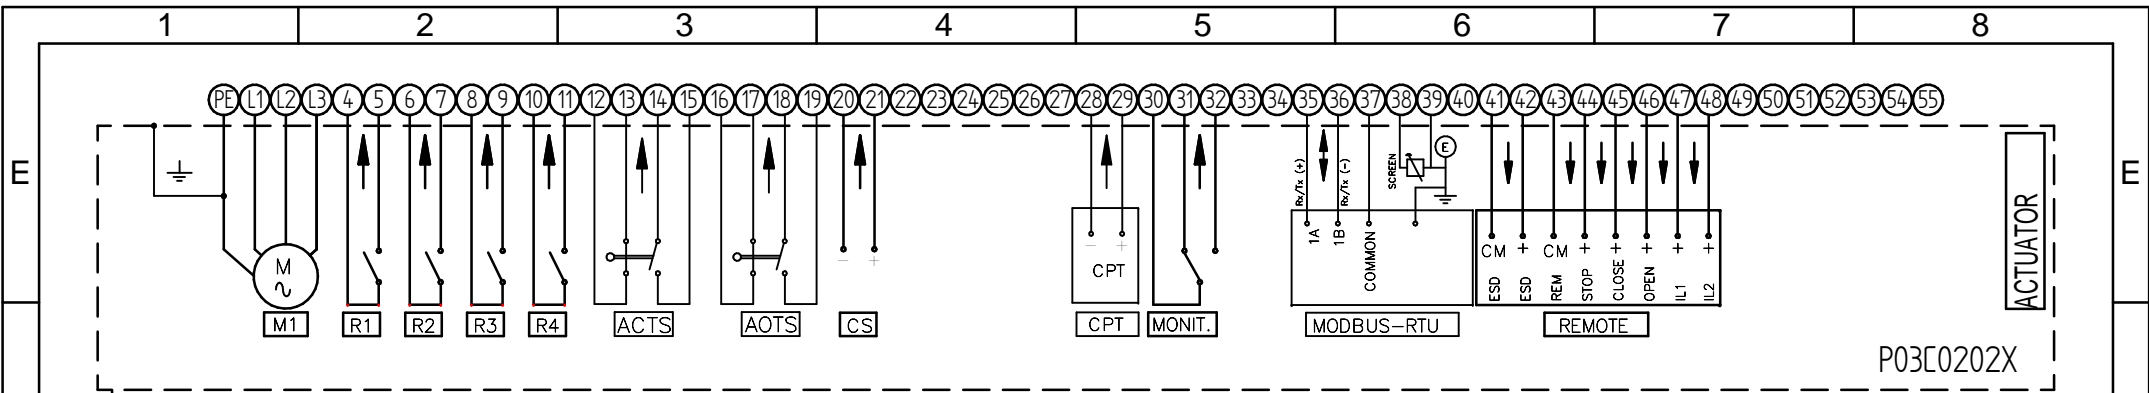 1 2 3 4 5 6 7 8
PE L1 L2 L3 4 5 6 7 8 9 10 11 12 13 14 15 16 17 18 19 20 21 22 23 24 25 26 27 28 29 30 31 32 33 34 35 36 37 38 39 40 41 42 43 44 45 46 47 48 49 50 51 52 53 54 55
E E
E
Rx/Tx (+)
Rx/Tx (-)
SCREEN
ACTUATOR
1A
1B
COMMON
CM + CM + + + + +
- +
CPT
- +
M
~
ESD
ESD
REM
STOP
CLOSE
OPEN
IL1
IL2
M1 R1 R2 R3 R4 ACTS AOTS CS CPT MONIT. MODBUS-RTU REMOTE
P03C0202X